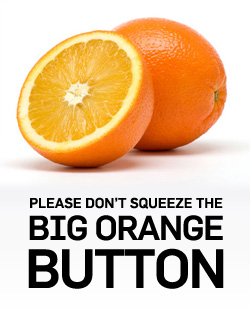 PLEASE DON'T SQUEEZE THE
BIG ORANGE
BUTTON